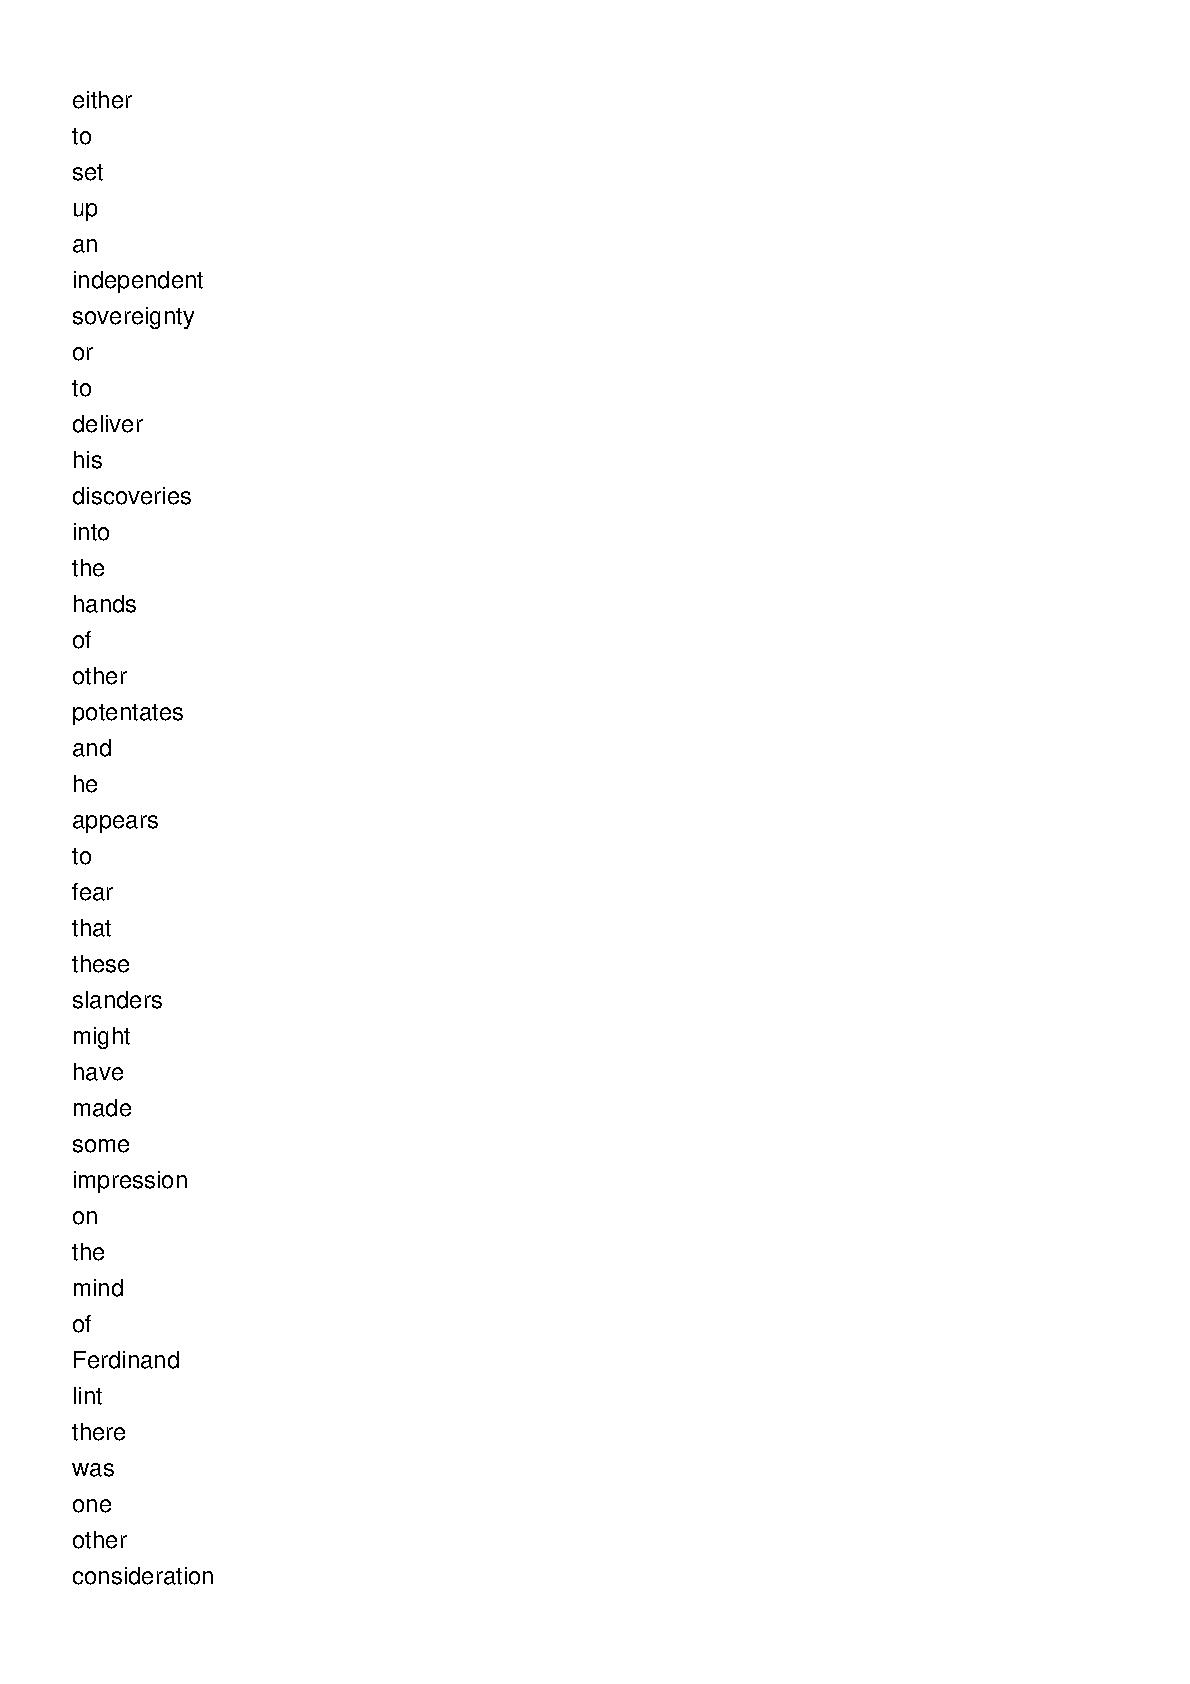 either
to
set
up
an
independent
sovereignty
or
to
deliver
his
discoveries
into
the
hands
of
other
potentates
and
he
appears
to
fear
that
these
slanders
might
have
made
some
impression
on
the
mind
of
Ferdinand
lint
there
was
one
other
consideration